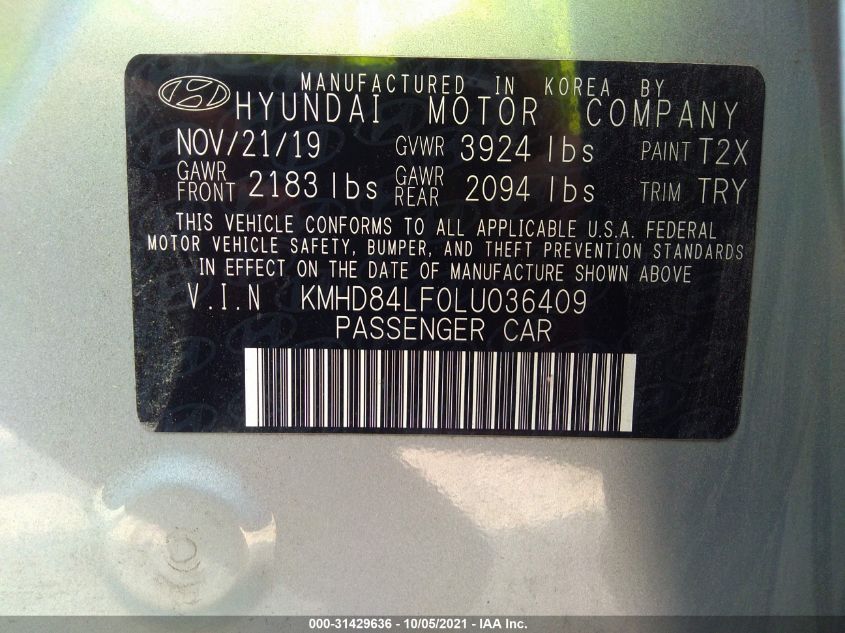 MANUFACTURED IN KOREA BY
HYUNDAI MOTOR COMPANY
NOV/21/19 GVWR 3924 lbs PAINT T2X
GAWR FRONT 2183 lbs GAWR REAR 2094 lbs TRIM TRY
THIS VEHICLE CONFORMS TO ALL APPLICABLE U.S.A. FEDERAL
MOTOR VEHICLE SAFETY, BUMPER, AND THEFT PREVENTION STANDARDS
IN EFFECT ON THE DATE OF MANUFACTURE SHOWN ABOVE
V.I.N KMHD84LF0LU036409
PASSENGER CAR
000-31429636 - 10/05/2021 - IAA Inc.